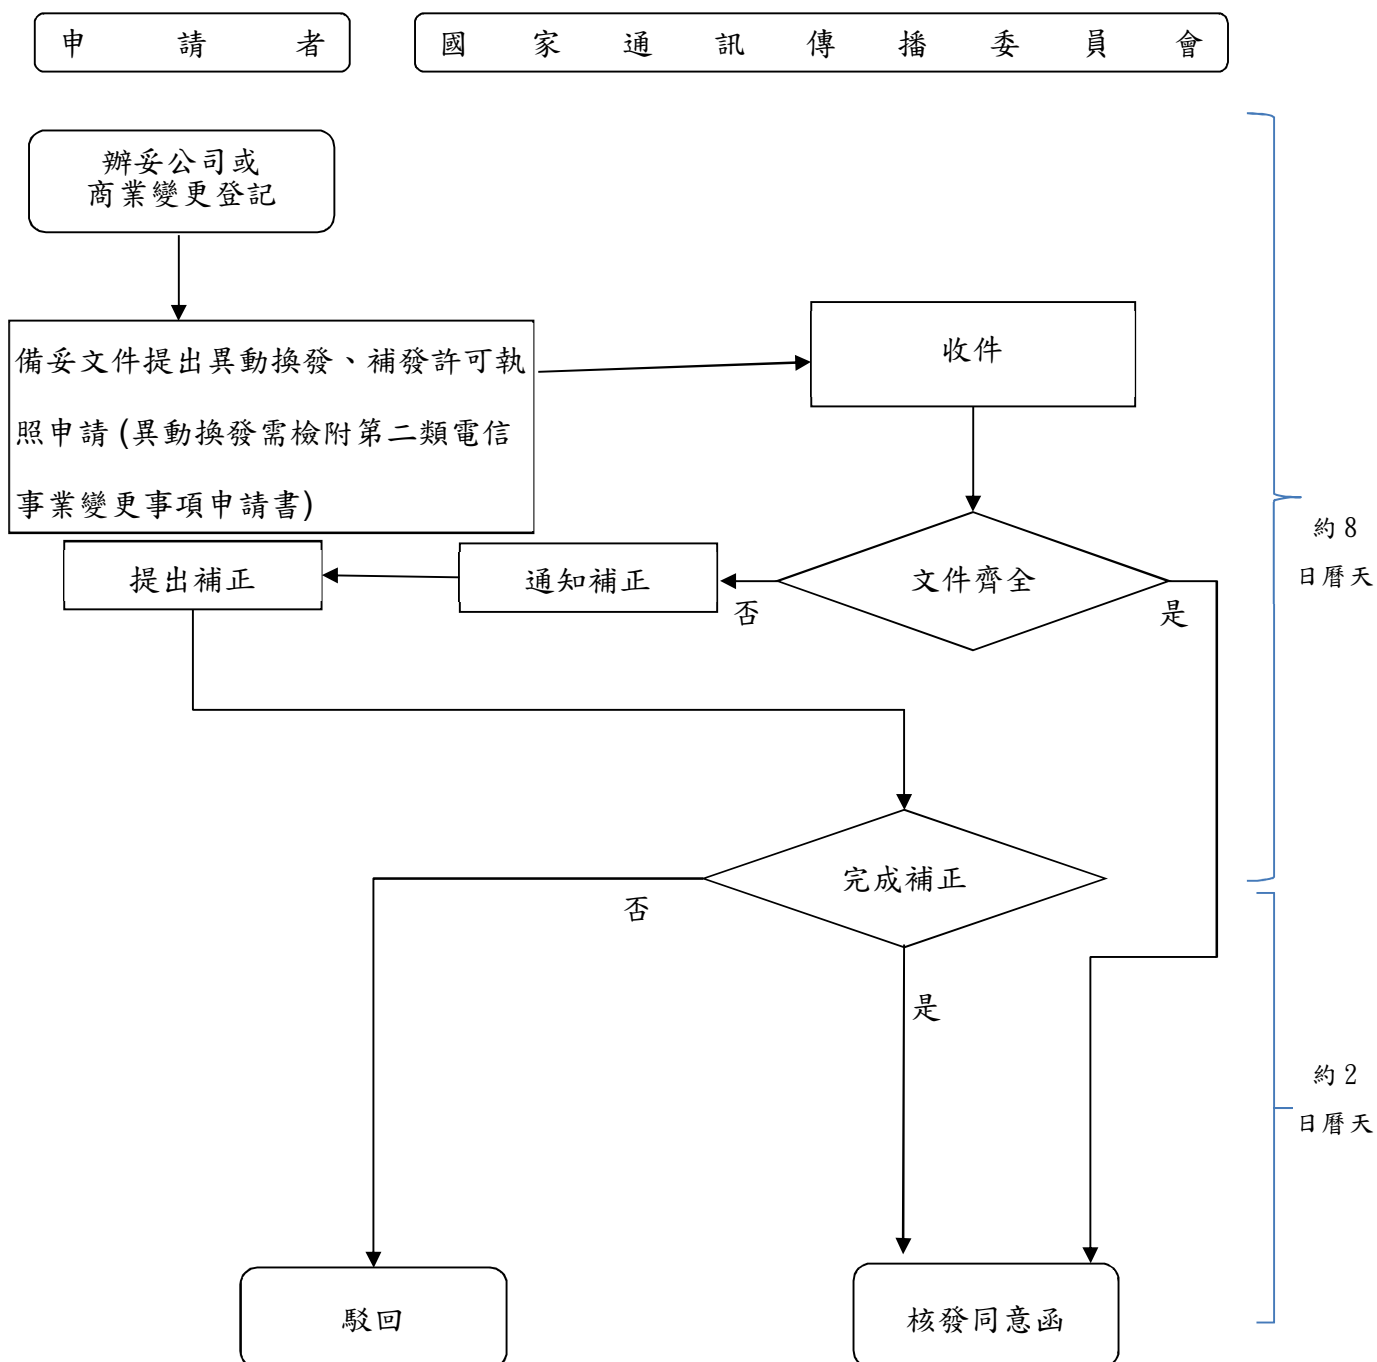 申請者
國家通訊傳播委員會
辦妥公司或
商業變更登記
備妥文件提出異動換發、補發許可執
照申請(異動換發需檢附第二類電信
事業變更事項申請書)
收件
提出補正
通知補正
文件齊全
否
是
約 8
日曆天
完成補正
否
是
約 2
日曆天
駁回
核發同意函